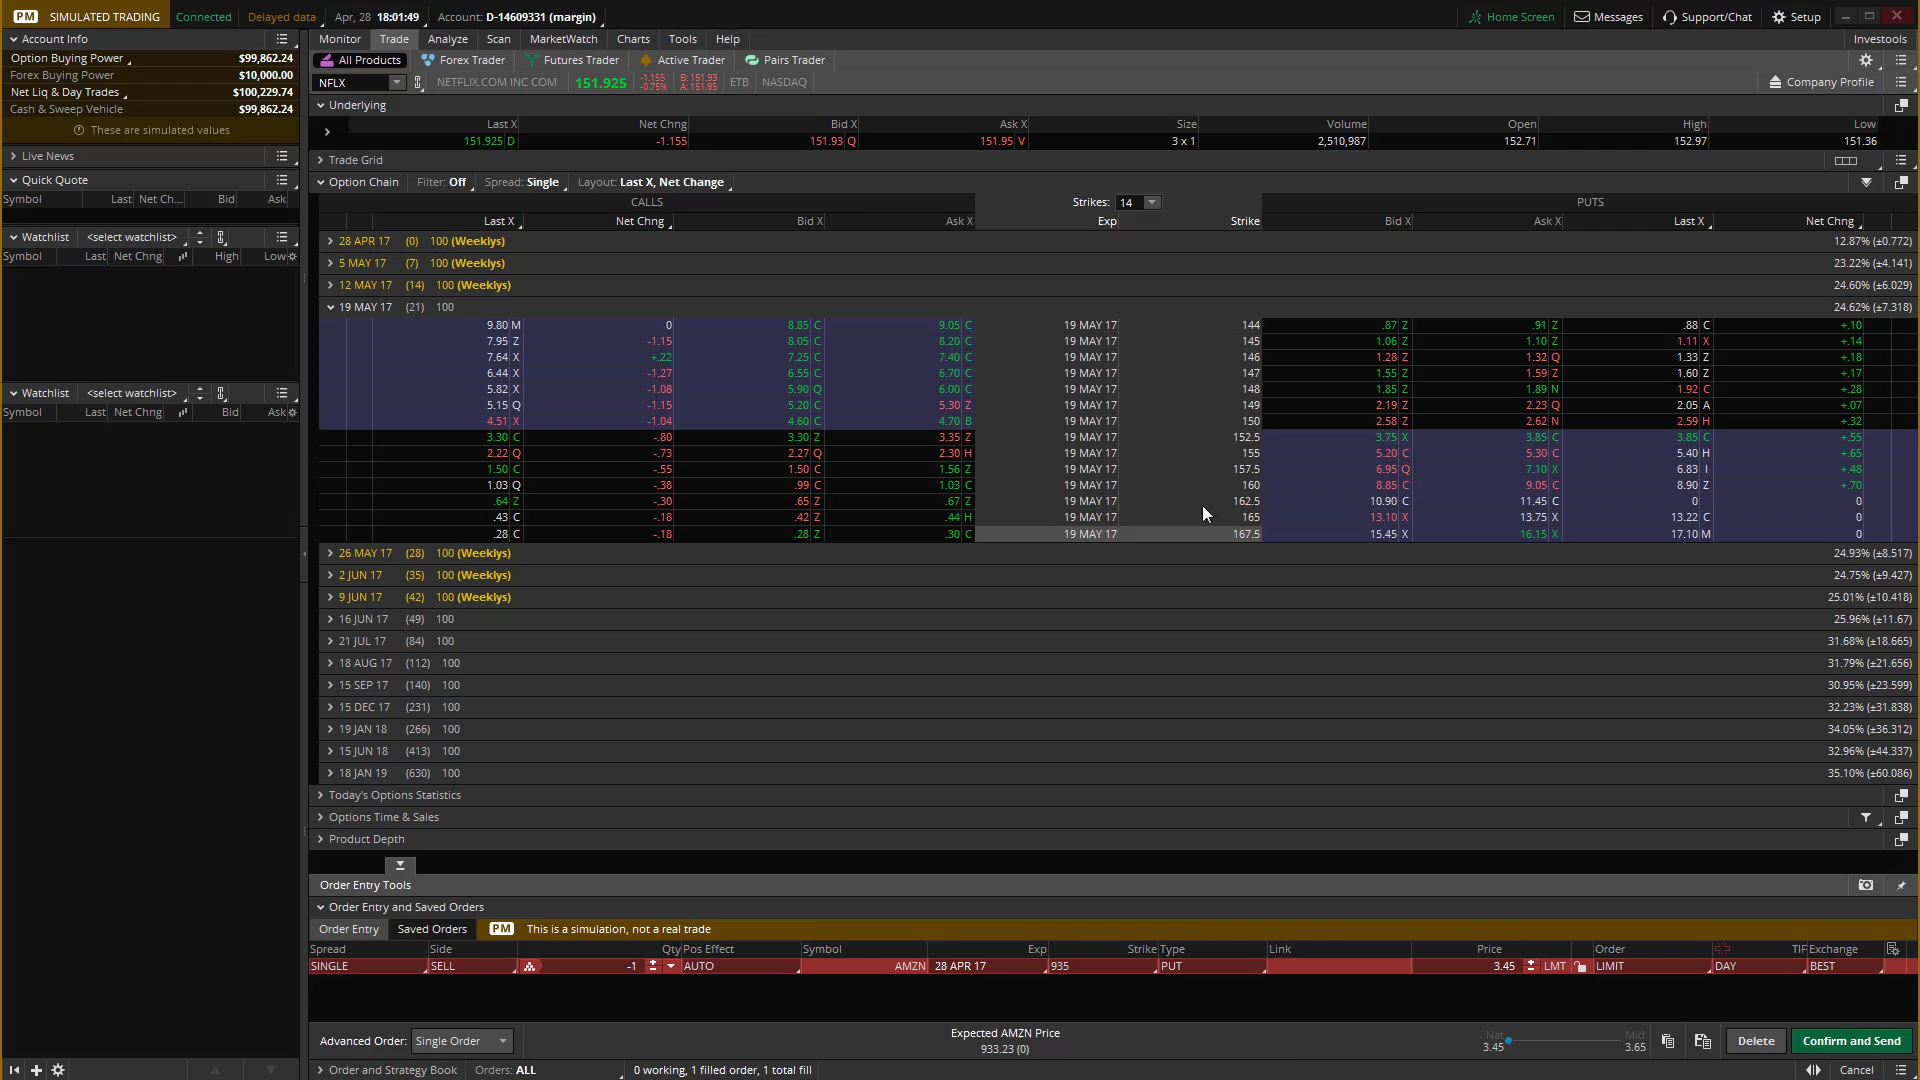 PM SIMULATED TRADING Connected Delayed data Apr, 28 18:01:49 Account: D-14609331 (margin) Home Screen Messages Support/Chat Setup
Account Info
Option Buying Power $99,862.24
Forex Buying Power $10,000.00
Net Liq & Day Trades $100,229.74
Cash & Sweep Vehicle $99,862.24
These are simulated values
Live News
Quick Quote
Symbol Last Net Ch... Bid Ask
Watchlist <select watchlist>
Symbol Last Net Chng High Low
Watchlist <select watchlist>
Symbol Last Net Chng Bid Ask
Monitor Trade Analyze Scan MarketWatch Charts Tools Help Investools
All Products Forex Trader Futures Trader Active Trader Pairs Trader
NFLX NETFLIX.COM INC COM 151.925 -1.155 -0.75% B: 151.93 A: 151.95 ETB NASDAQ Company Profile
Underlying
Last X Net Chng Bid X Ask X Size Volume Open High Low
151.925 D -1.155 151.93 Q 151.95 V 3 x 1 2,510,987 152.71 152.97 151.36
Trade Grid
Option Chain Filter: Off Spread: Single Layout: Last X, Net Change
CALLS Strikes: 14 PUTS
Last X Net Chng Bid X Ask X Exp Strike Bid X Ask X Last X Net Chng
28 APR 17 (0) 100 (Weeklys) 12.87% (±0.772)
5 MAY 17 (7) 100 (Weeklys) 23.22% (±4.141)
12 MAY 17 (14) 100 (Weeklys) 24.60% (±6.029)
19 MAY 17 (21) 100 24.62% (±7.318)
9.80 M 0 8.85 C 9.05 C 19 MAY 17 144 .87 Z .91 Z .88 C +.10
7.95 Z -1.15 8.05 C 8.20 C 19 MAY 17 145 1.06 Z 1.10 Z 1.11 X +.14
7.64 X +.22 7.25 C 7.40 C 19 MAY 17 146 1.28 Z 1.32 Q 1.33 Z +.18
6.44 X -1.27 6.55 C 6.70 C 19 MAY 17 147 1.55 Z 1.59 Z 1.60 Z +.17
5.82 X -1.08 5.90 Q 6.00 C 19 MAY 17 148 1.85 Z 1.89 N 1.92 C +.28
5.15 Q -1.15 5.20 C 5.30 Z 19 MAY 17 149 2.19 Z 2.23 Q 2.05 A +.07
4.51 X -1.04 4.60 C 4.70 B 19 MAY 17 150 2.58 Z 2.62 N 2.59 H +.32
3.30 C -.80 3.30 Z 3.35 Z 19 MAY 17 152.5 3.75 X 3.85 C 3.85 C +.55
2.22 Q -.73 2.27 Q 2.30 H 19 MAY 17 155 5.20 C 5.30 C 5.40 H +.65
1.50 C -.55 1.50 C 1.56 Z 19 MAY 17 157.5 6.95 Q 7.10 X 6.83 I +.48
1.03 Q -.38 .99 C 1.03 C 19 MAY 17 160 8.85 C 9.05 C 8.90 Z +.70
.64 Z -.30 .65 Z .67 Z 19 MAY 17 162.5 10.90 C 11.45 C 0 0
.43 C -.18 .42 Z .44 H 19 MAY 17 165 13.10 X 13.75 X 13.22 C 0
.28 C -.18 .28 Z .30 C 19 MAY 17 167.5 15.45 X 16.15 X 17.10 M 0
26 MAY 17 (28) 100 (Weeklys) 24.93% (±8.517)
2 JUN 17 (35) 100 (Weeklys) 24.75% (±9.427)
9 JUN 17 (42) 100 (Weeklys) 25.01% (±10.418)
16 JUN 17 (49) 100 25.96% (±11.67)
21 JUL 17 (84) 100 31.68% (±18.665)
18 AUG 17 (112) 100 31.79% (±21.656)
15 SEP 17 (140) 100 30.95% (±23.599)
15 DEC 17 (231) 100 32.23% (±31.838)
19 JAN 18 (266) 100 34.05% (±36.312)
15 JUN 18 (413) 100 32.96% (±44.337)
18 JAN 19 (630) 100 35.10% (±60.086)
Today's Options Statistics
Options Time & Sales
Product Depth
Order Entry Tools
Order Entry and Saved Orders
Order Entry Saved Orders PM This is a simulation, not a real trade
Spread Side Qty Pos Effect Symbol Exp Strike Type Link Price Order TIF Exchange
SINGLE SELL -1 AUTO AMZN 28 APR 17 935 PUT 3.45 LMT LIMIT DAY BEST
Advanced Order: Single Order Expected AMZN Price 933.23 (0) Nat 3.45 Mid 3.65 Delete Confirm and Send
Order and Strategy Book Orders: ALL 0 working, 1 filled order, 1 total fill Cancel